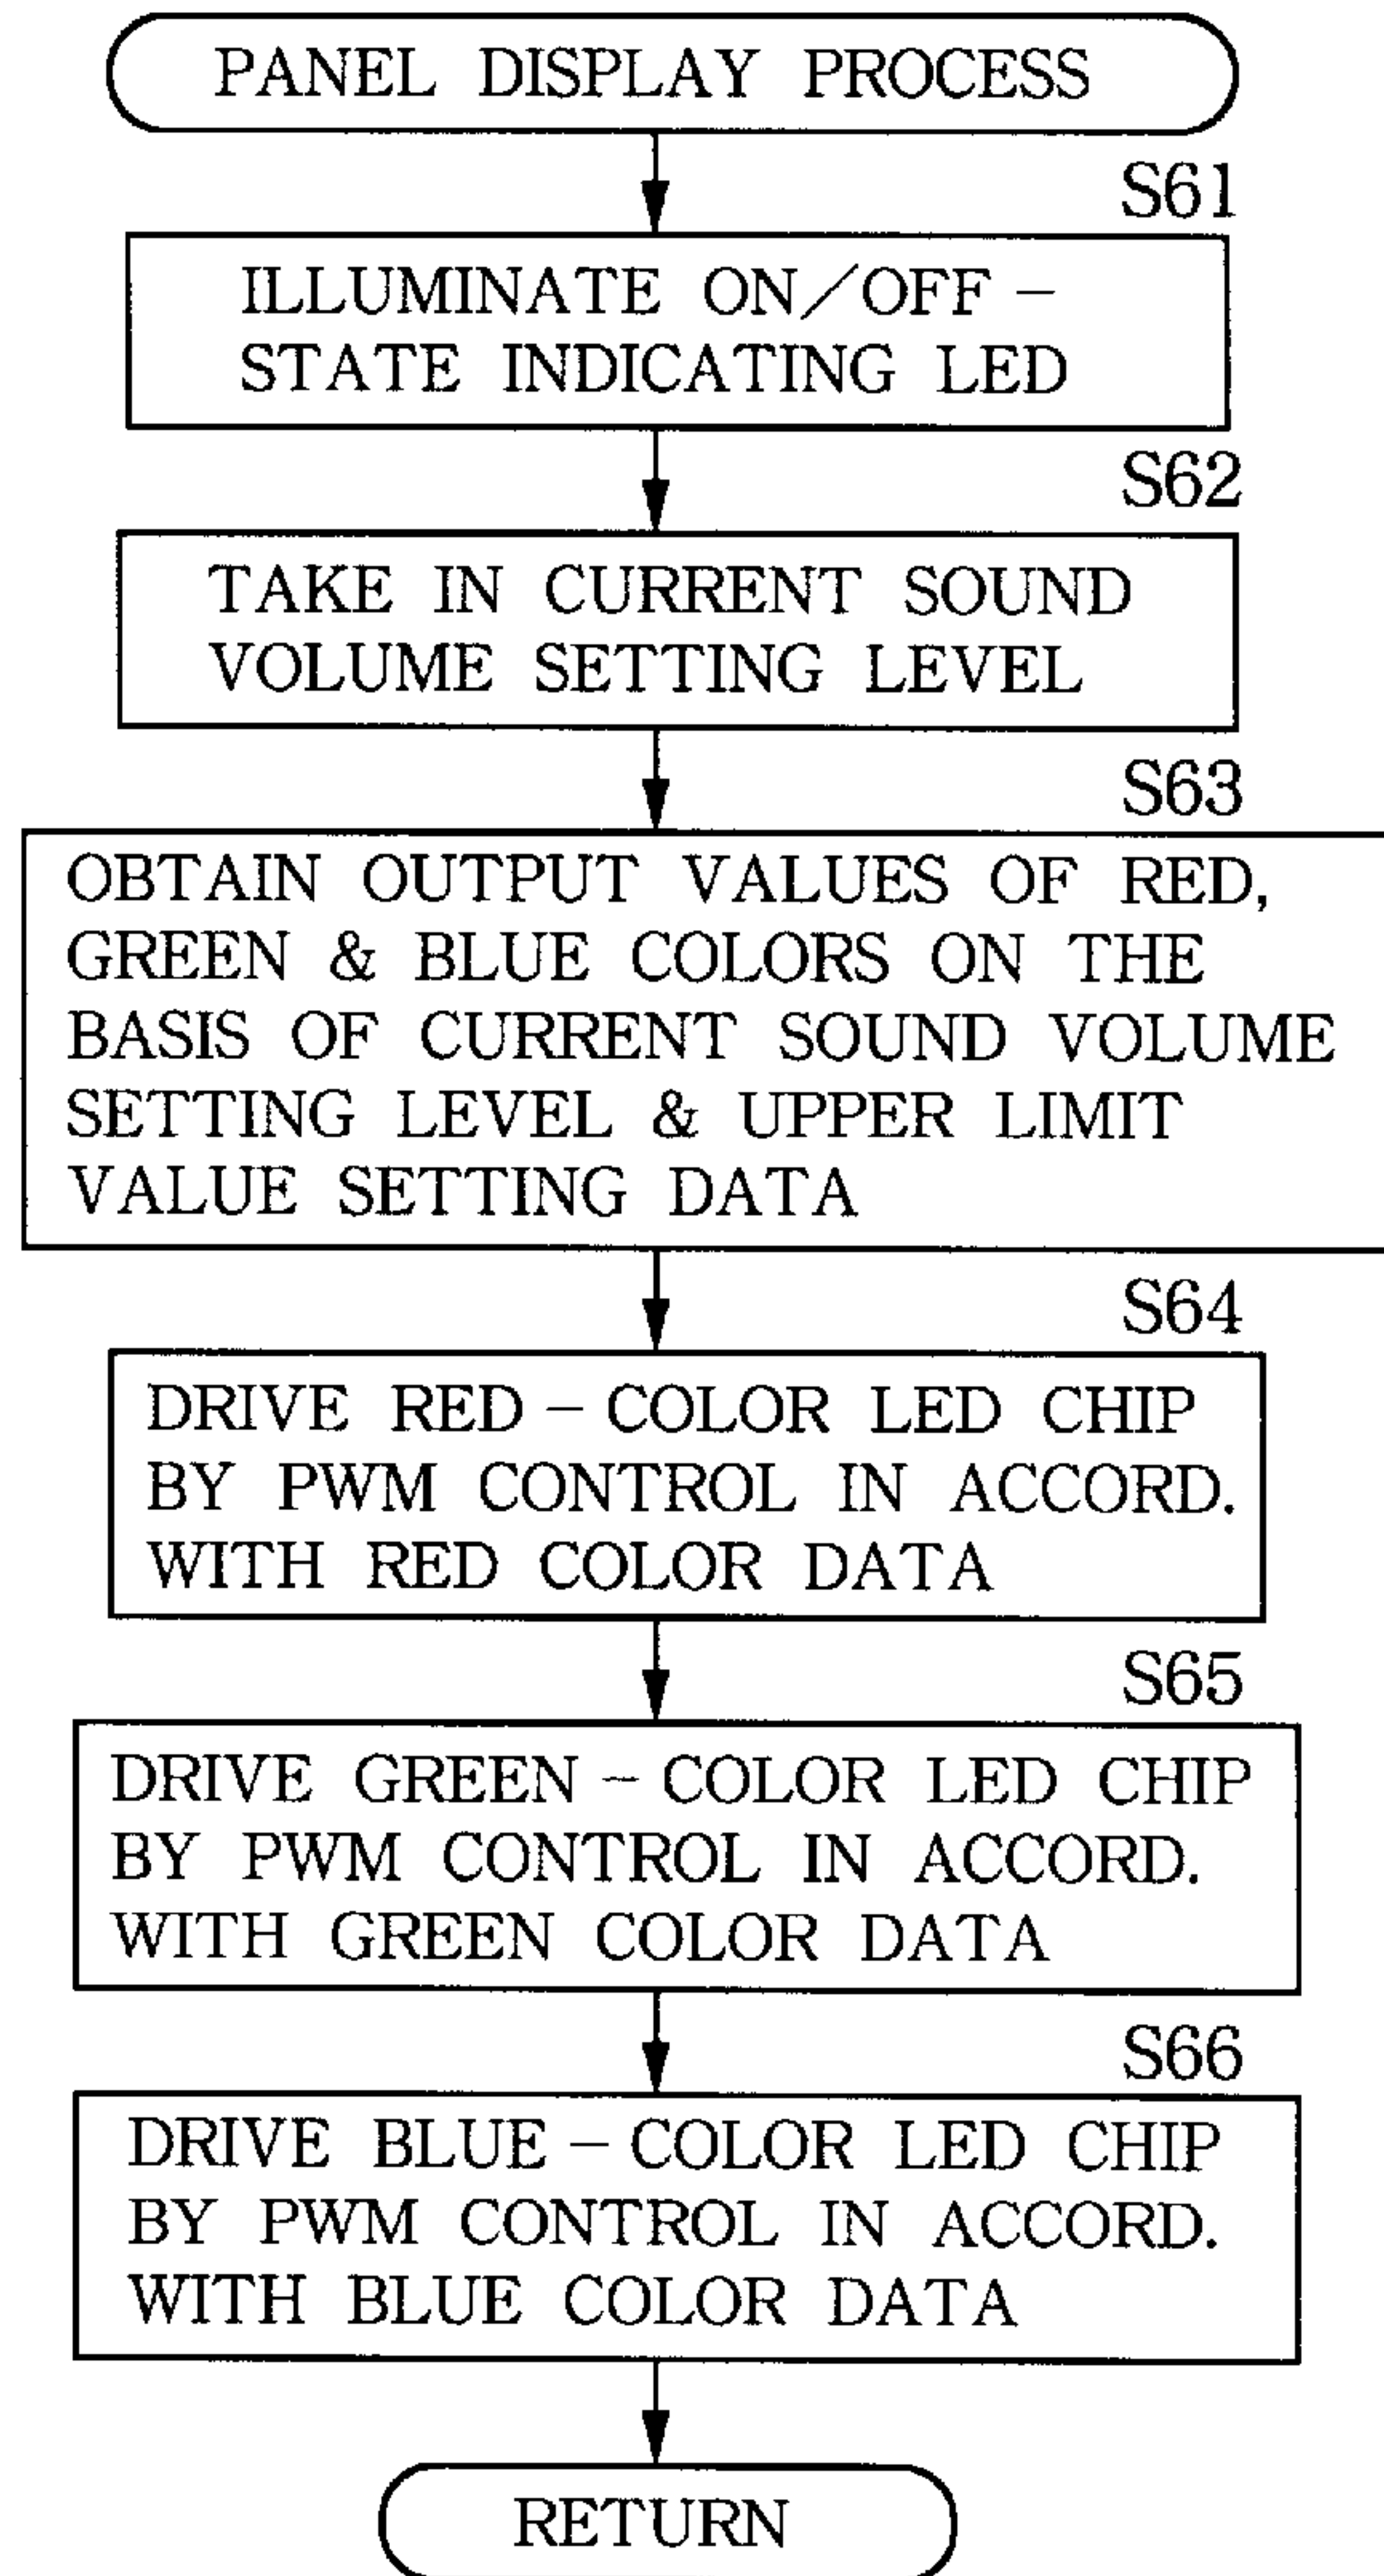 PANEL DISPLAY PROCESS
S61
ILLUMINATE ON/OFF-
STATE INDICATING LED
S62
TAKE IN CURRENT SOUND
VOLUME SETTING LEVEL
S63
OBTAIN OUTPUT VALUES OF RED,
GREEN & BLUE COLORS ON THE
BASIS OF CURRENT SOUND VOLUME
SETTING LEVEL & UPPER LIMIT
VALUE SETTING DATA
S64
DRIVE RED-COLOR LED CHIP
BY PWM CONTROL IN ACCORD.
WITH RED COLOR DATA
S65
DRIVE GREEN-COLOR LED CHIP
BY PWM CONTROL IN ACCORD.
WITH GREEN COLOR DATA
S66
DRIVE BLUE-COLOR LED CHIP
BY PWM CONTROL IN ACCORD.
WITH BLUE COLOR DATA
RETURN